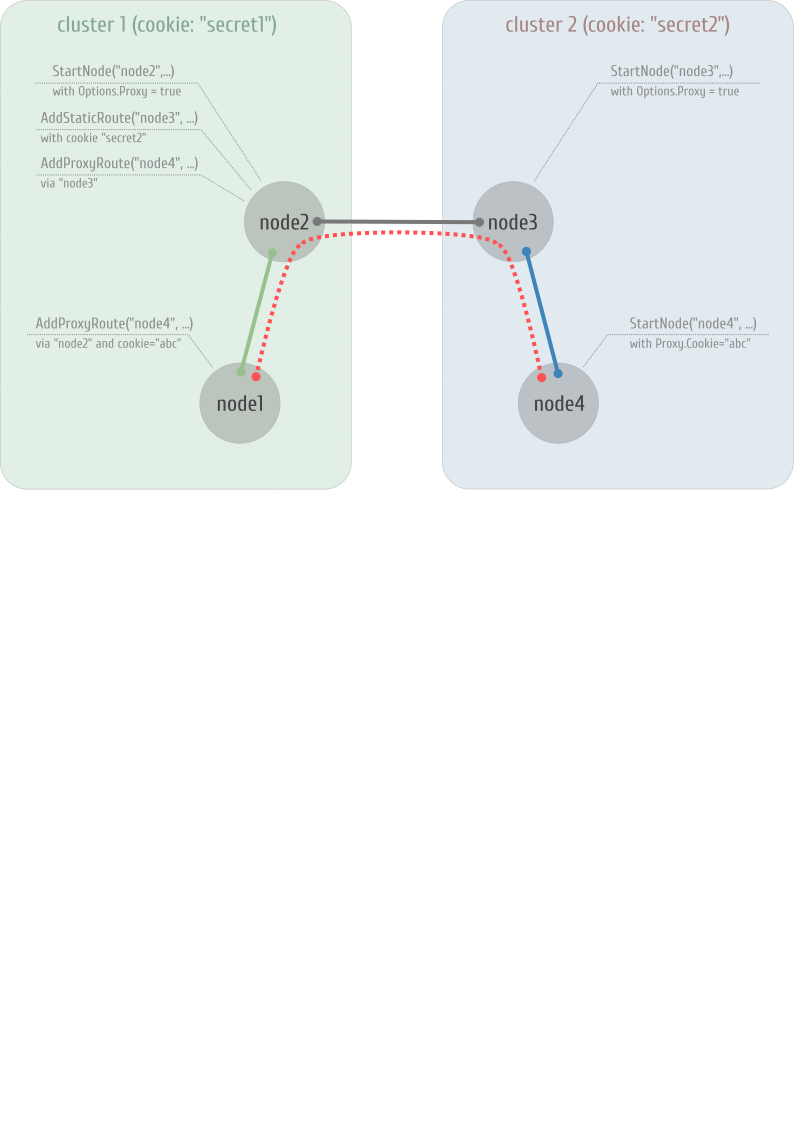 cluster 1 (cookie: "secret1")
StartNode("node2",...)
with Options.Proxy = true
AddStaticRoute("node3", ...)
with cookie "secret2"
AddProxyRoute("node4", ...)
via "node3"
node2
AddProxyRoute("node4", ...)
via "node2" and cookie="abc"
node1
cluster 2 (cookie: "secret2")
StartNode("node3",...)
with Options.Proxy = true
node3
StartNode("node4", ...)
with Proxy.Cookie="abc"
node4